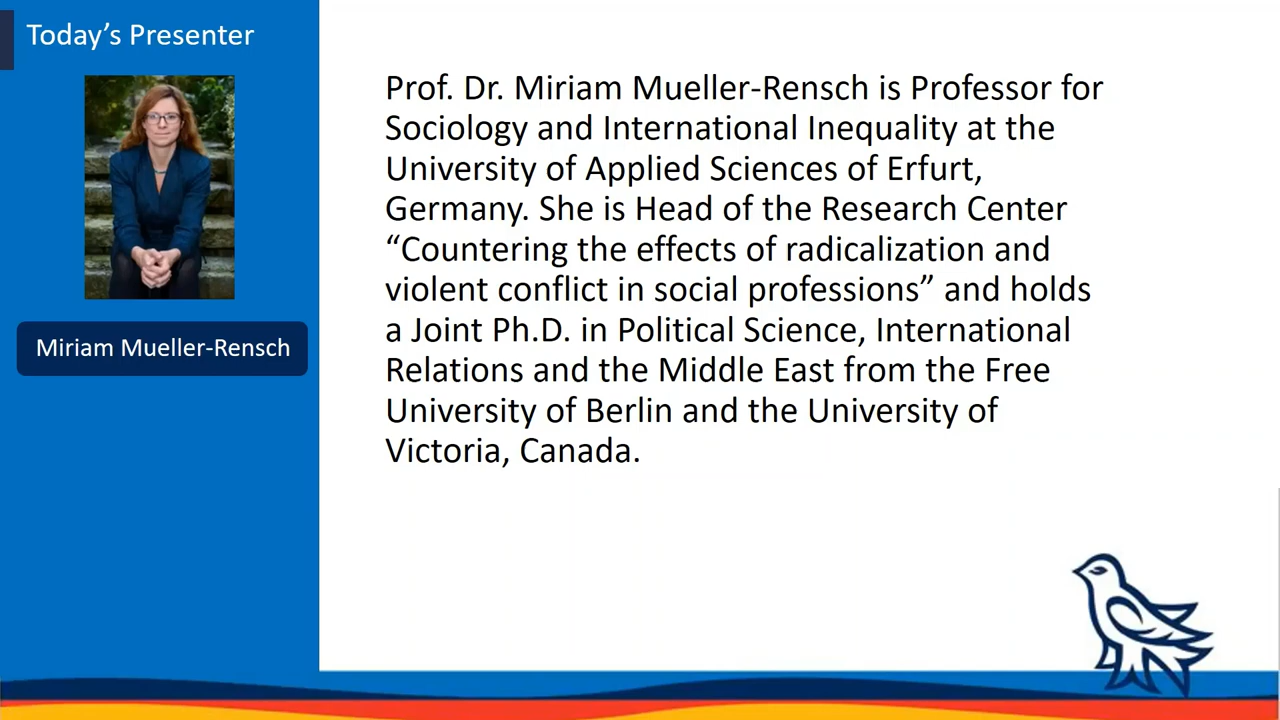 Today’s Presenter
Miriam Mueller-Rensch
Prof. Dr. Miriam Mueller-Rensch is Professor for
Sociology and International Inequality at the
University of Applied Sciences of Erfurt,
Germany. She is Head of the Research Center
“Countering the effects of radicalization and
violent conflict in social professions” and holds
a Joint Ph.D. in Political Science, International
Relations and the Middle East from the Free
University of Berlin and the University of
Victoria, Canada.